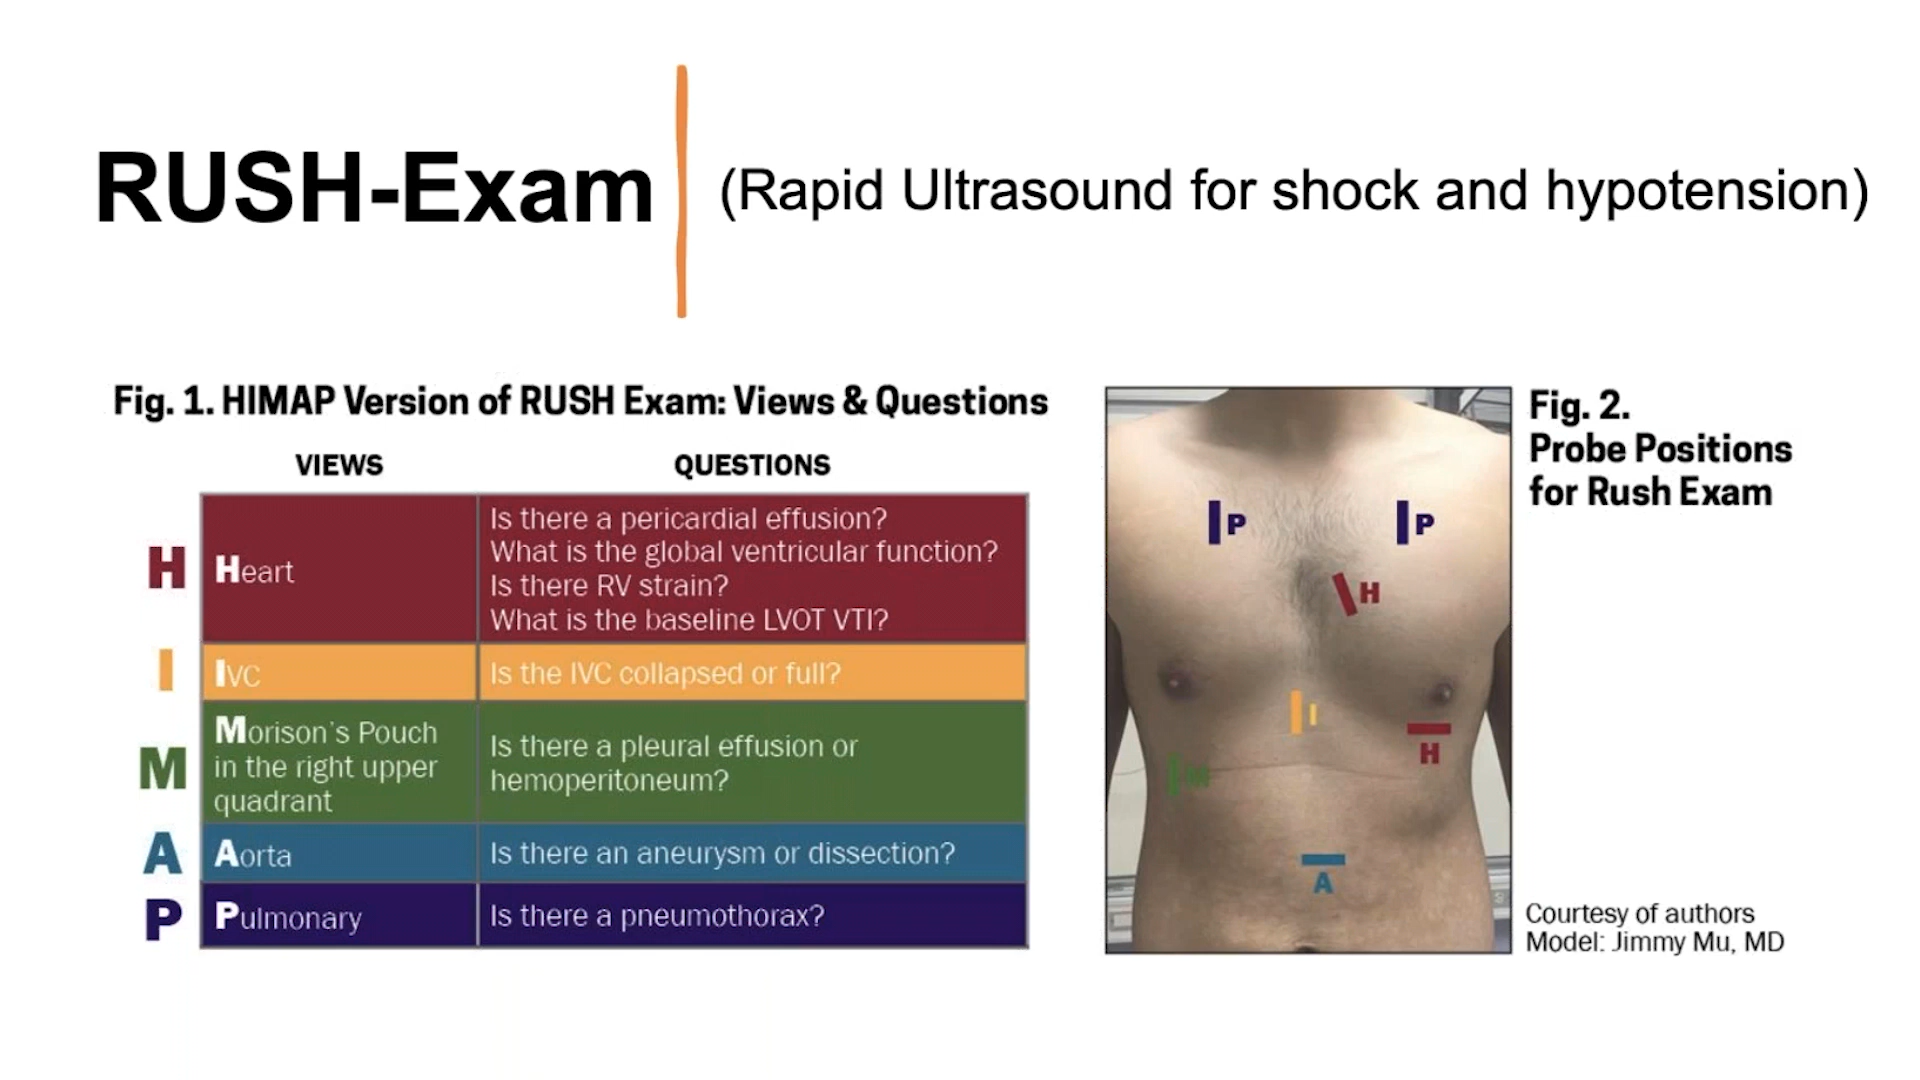 RUSH-Exam
(Rapid Ultrasound for shock and hypotension)
Fig. 1. HIMAP Version of RUSH Exam: Views & Questions
VIEWS
QUESTIONS
H
Heart
Is there a pericardial effusion?
What is the global ventricular function?
Is there RV strain?
What is the baseline LVOT VTI?
I
IVC
Is the IVC collapsed or full?
M
Morison's Pouch
in the right upper
quadrant
Is there a pleural effusion or
hemoperitoneum?
A
Aorta
Is there an aneurysm or dissection?
P
Pulmonary
Is there a pneumothorax?
P
P
H
I
H
M
A
Fig. 2.
Probe Positions
for Rush Exam
Courtesy of authors
Model: Jimmy Mu, MD